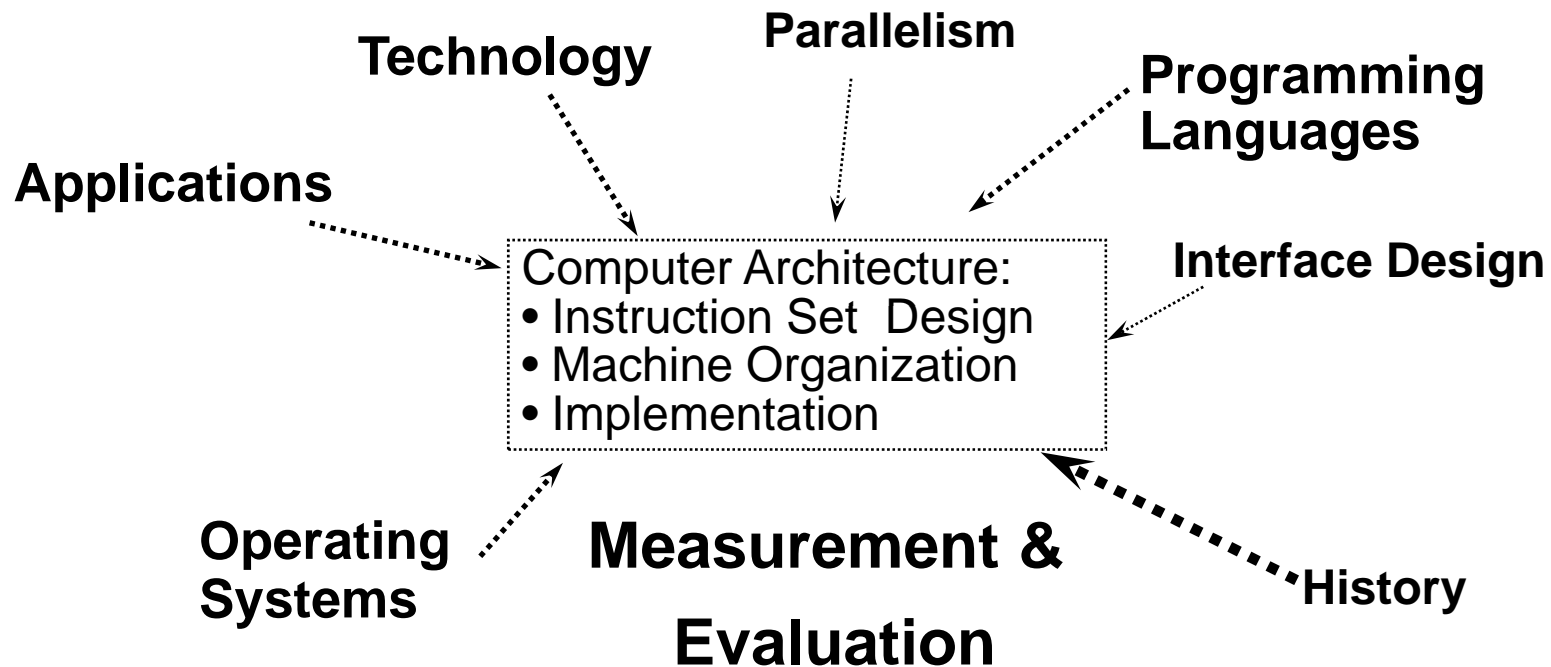 Parallelism
Technology
Programming
Languages
Applications
Interface Design
Computer Architecture:
• Instruction Set Design
• Machine Organization
• Implementation
Operating
Systems
Measurement &
Evaluation
History